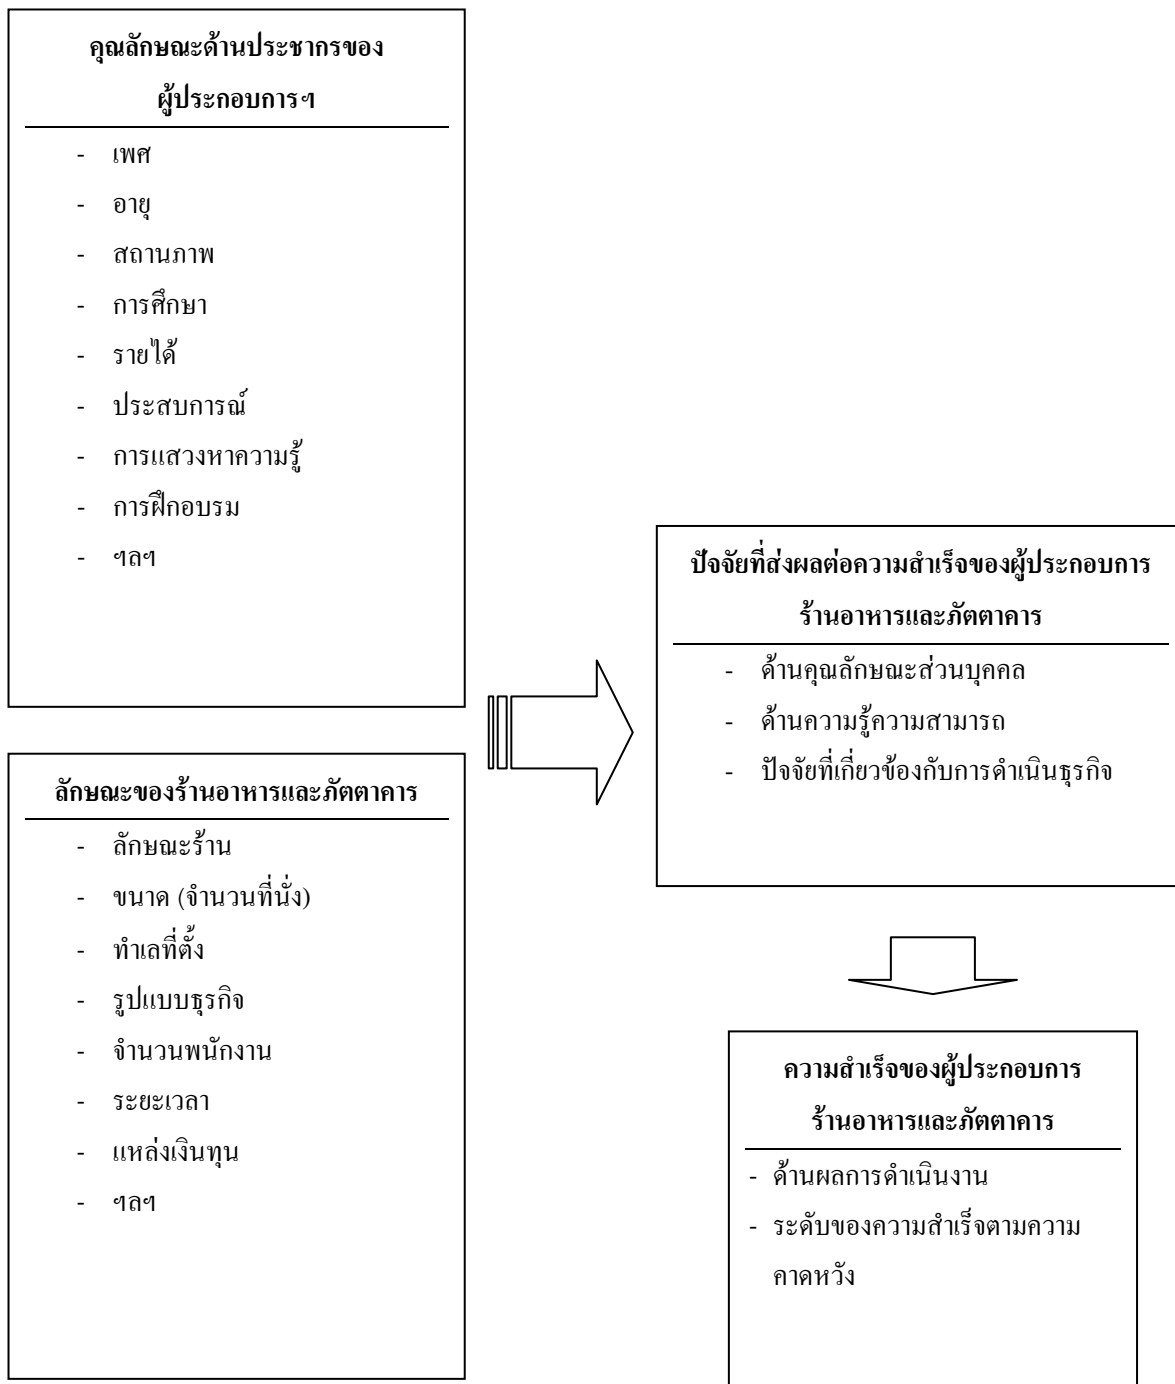 คุณลักษณะด้านประชากรของ
ผู้ประกอบการฯ
- เพศ
- อายุ
- สถานภาพ
- การศึกษา
- รายได้
- ประสบการณ์
- การแสวงหาความรู้
- การฝึกอบรม
- ฯลฯ
ลักษณะของร้านอาหารและภัตตาคาร
- ลักษณะร้าน
- ขนาด (จำนวนที่นั่ง)
- ทำเลที่ตั้ง
- รูปแบบธุรกิจ
- จำนวนพนักงาน
- ระยะเวลา
- แหล่งเงินทุน
- ฯลฯ
ปัจจัยที่ส่งผลต่อความสำเร็จของผู้ประกอบการ
ร้านอาหารและภัตตาคาร
- ด้านคุณลักษณะส่วนบุคคล
- ด้านความรู้ความสามารถ
- ปัจจัยที่เกี่ยวข้องกับการดำเนินธุรกิจ
ความสำเร็จของผู้ประกอบการ
ร้านอาหารและภัตตาคาร
- ด้านผลการดำเนินงาน
- ระดับของความสำเร็จตามความ
คาดหวัง